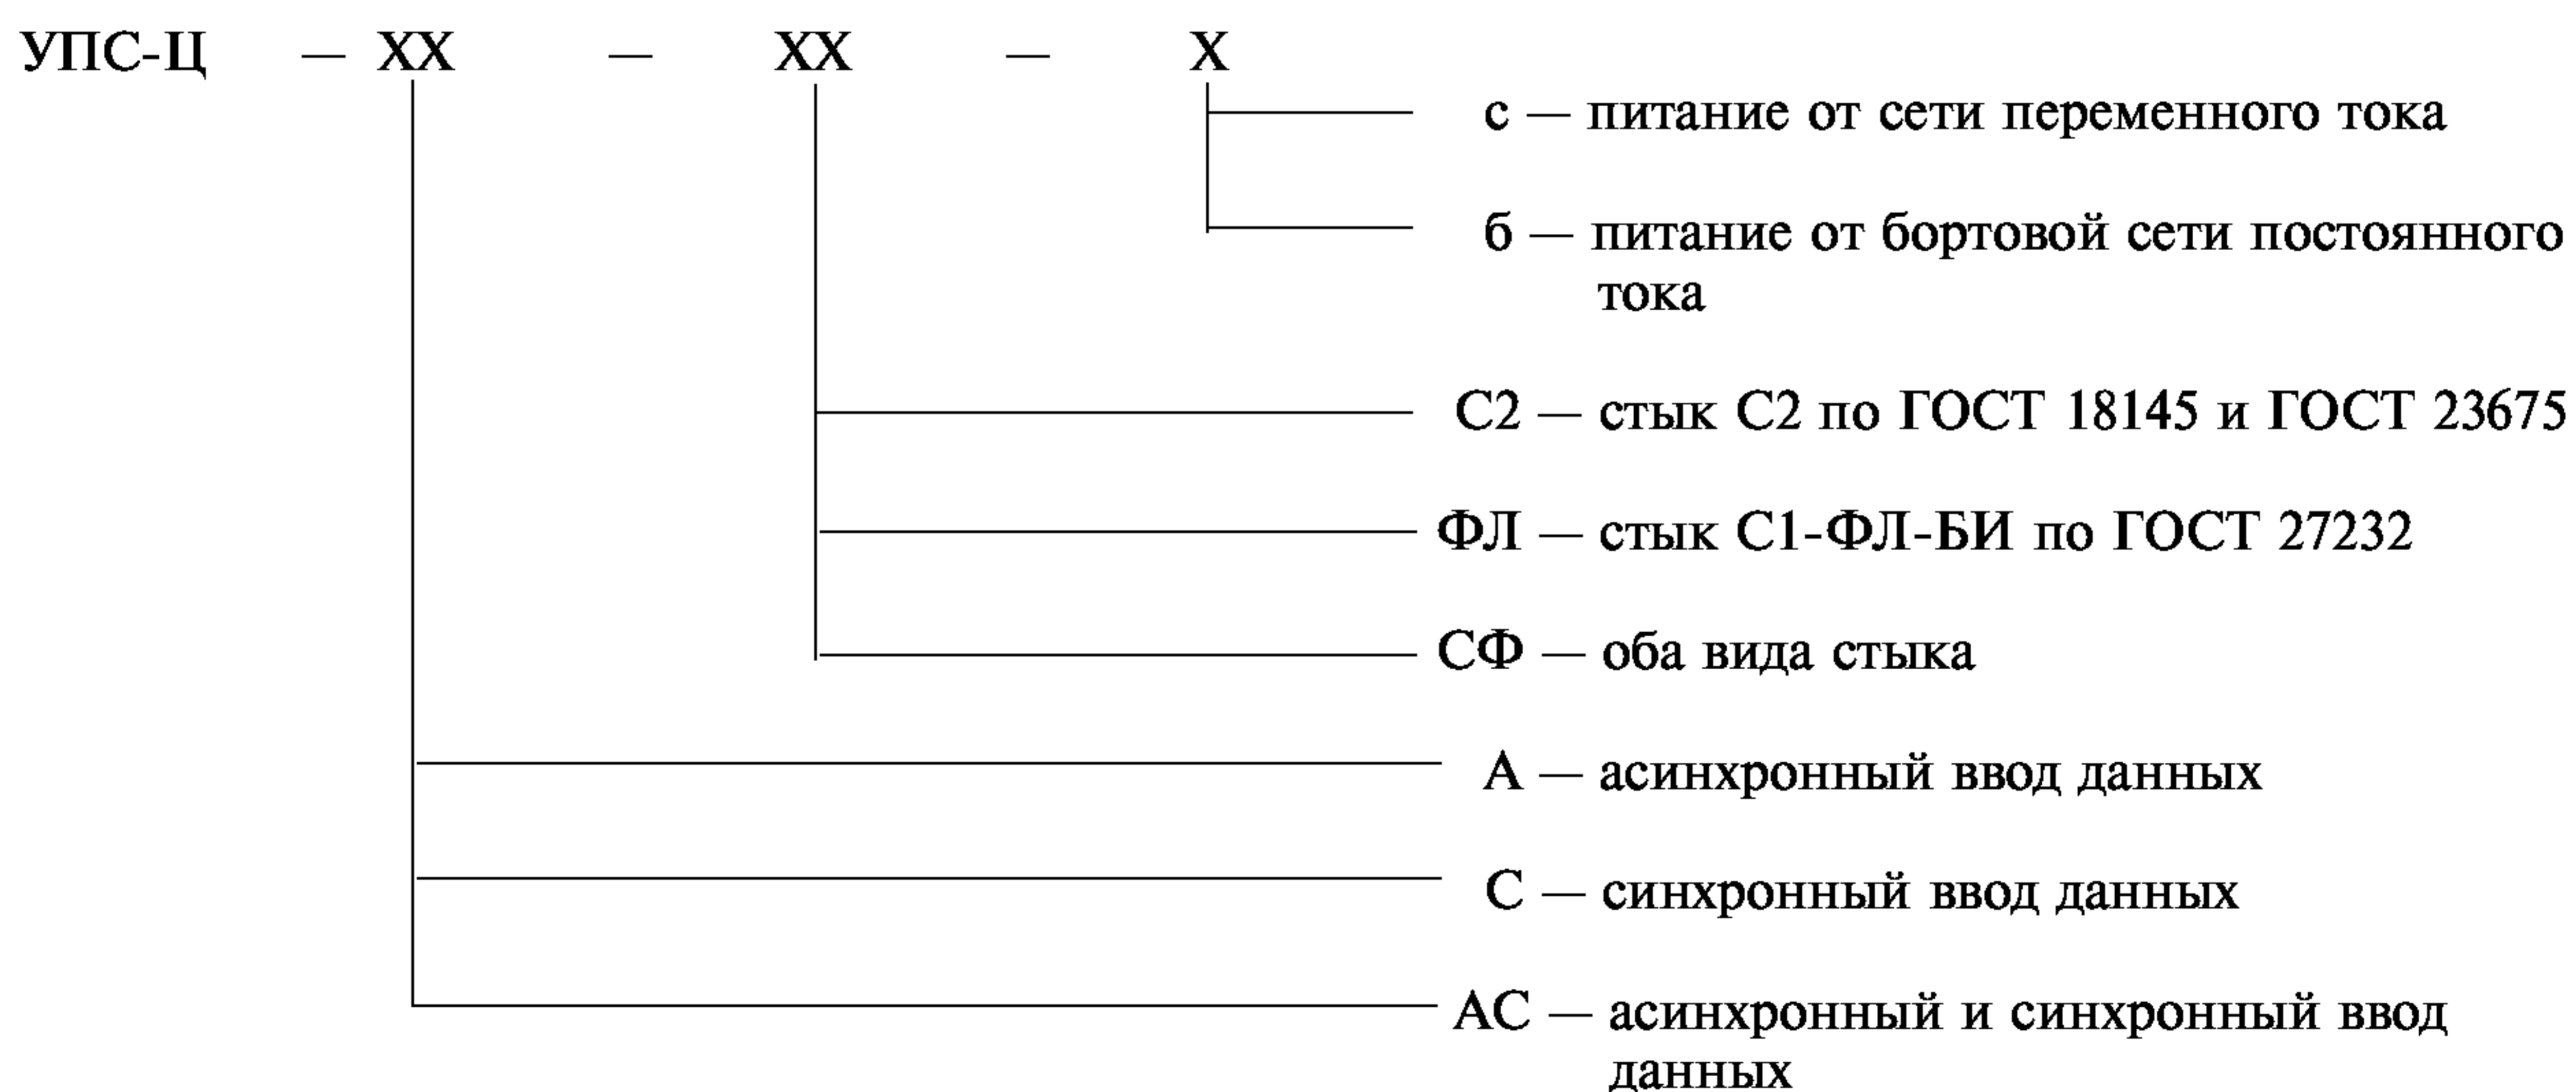 УПС-Ц — XX — XX — X
с — питание от сети переменного тока
б — питание от бортовой сети постоянного
тока
С2 — стык С2 по ГОСТ 18145 и ГОСТ 23675
ФЛ — стык С1-ФЛ-БИ по ГОСТ 27232
СФ — оба вида стыка
А — асинхронный ввод данных
С — синхронный ввод данных
АС — асинхронный и синхронный ввод
данных